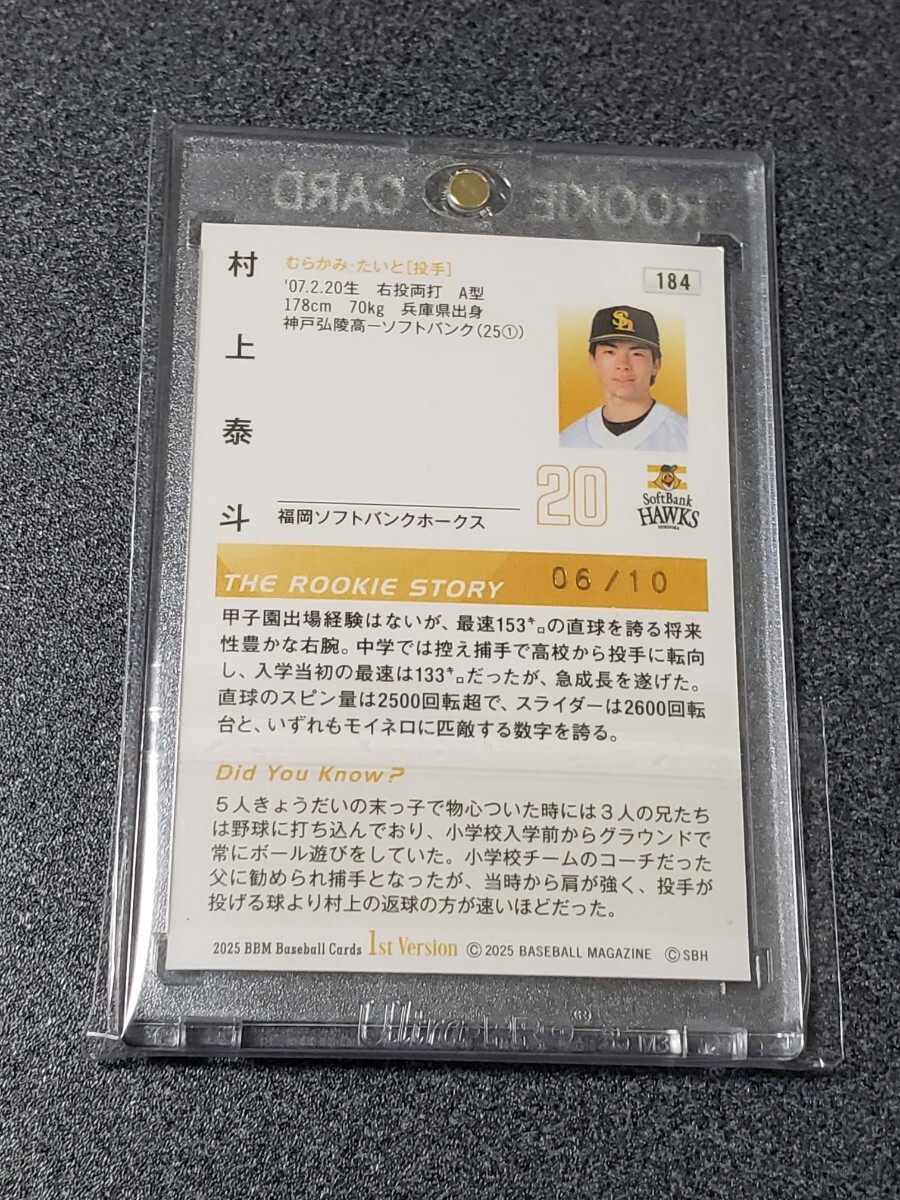 ROOKIE CARD
184
村上泰斗
むらかみ・たいと[投手]
'07.2.20生 右投両打 A型
178cm 70kg 兵庫県出身
神戸弘陵高ーソフトバンク(25①)
S
20
SoftBank
HAWKS
福岡ソフトバンクホークス
THE ROOKIE STORY 06/10
甲子園出場経験はないが、最速153㌔の直球を誇る将来
性豊かな右腕。中学では控え捕手で高校から投手に転向
し、入学当初の最速は133㌔だったが、急成長を遂げた。
直球のスピン量は2500回転超で、スライダーは2600回転
台と、いずれもモイネロに匹敵する数字を誇る。
Did You Know?
5人きょうだいの末っ子で物心ついた時には3人の兄たち
は野球に打ち込んでおり、小学校入学前からグラウンドで
常にボール遊びをしていた。小学校チームのコーチだった
父に勧められ捕手となったが、当時から肩が強く、投手が
投げる球より村上の返球の方が速いほどだった。
2025 BBM Baseball Cards 1st Version ©2025 BASEBALL MAGAZINE ©SBH
Ultra PRO®